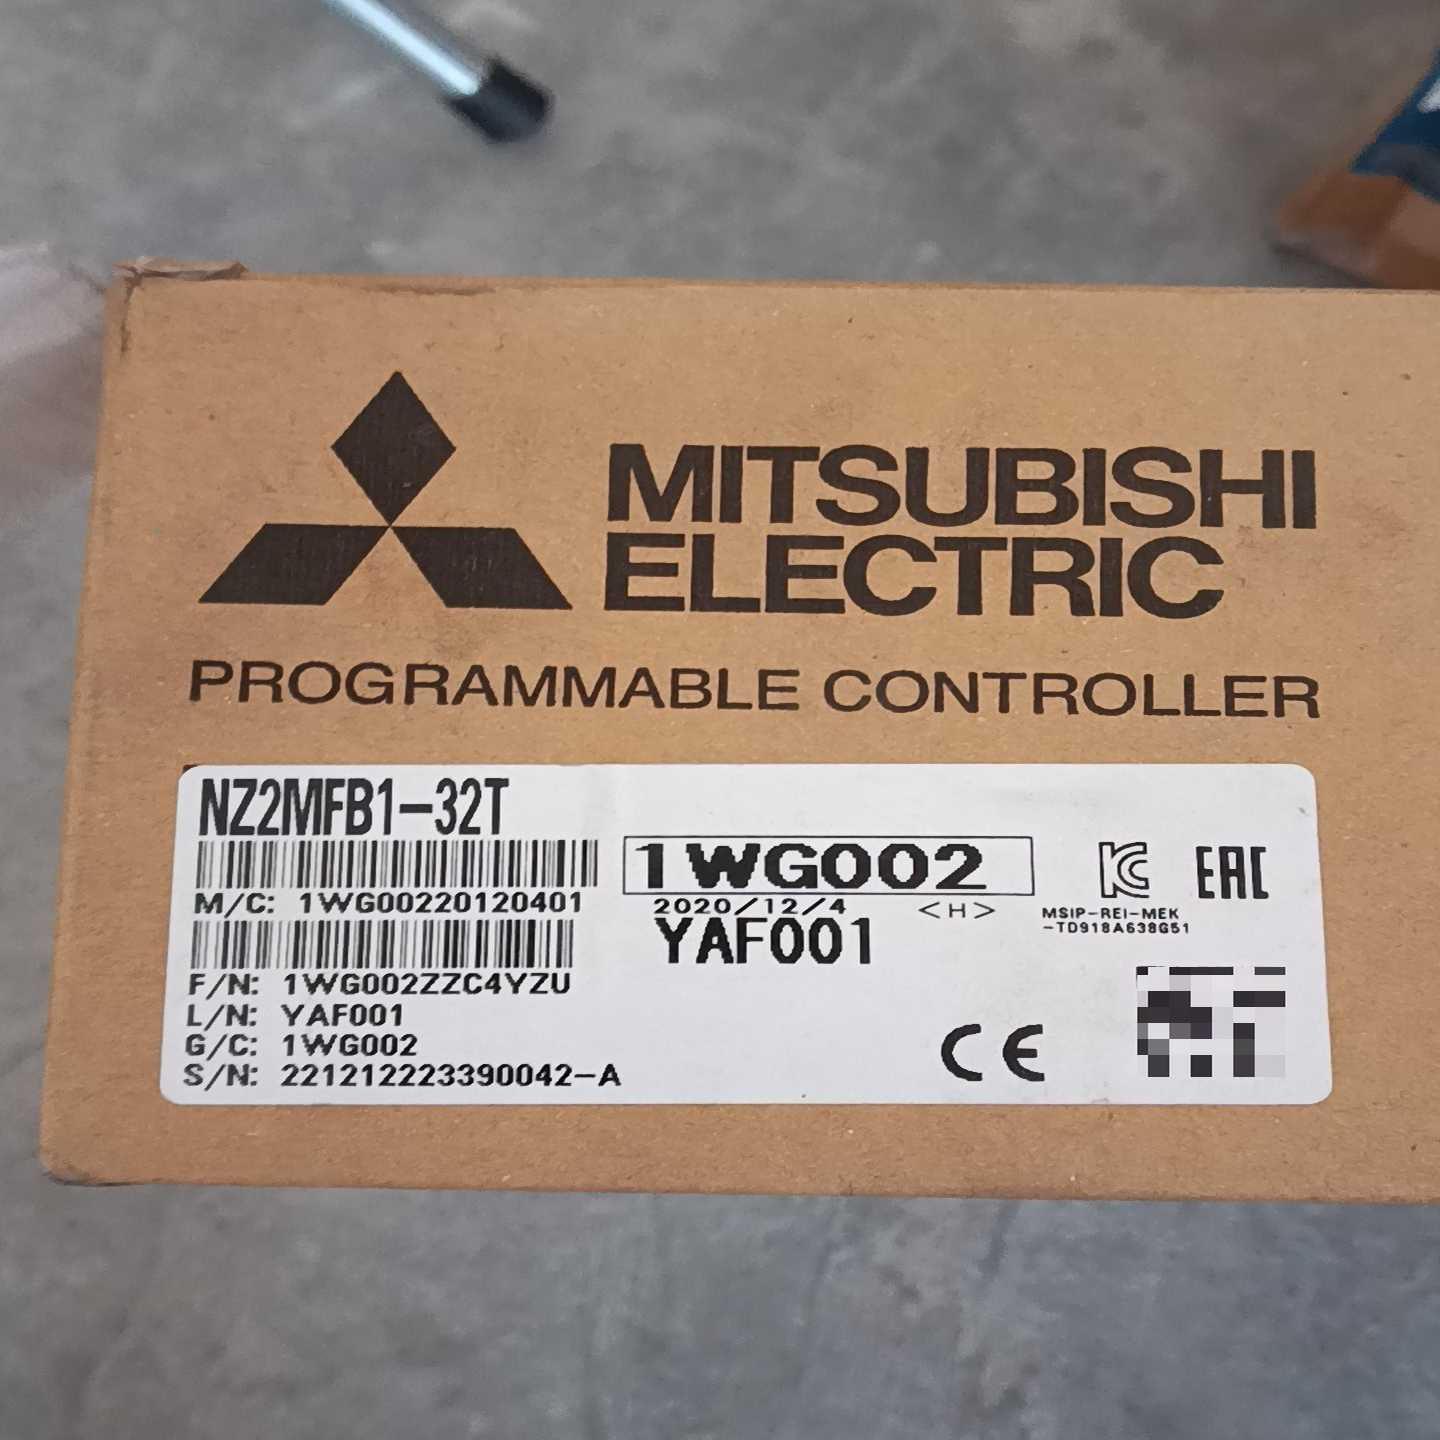 MITSUBISHI
ELECTRIC
PROGRAMMABLE CONTROLLER
NZ2MFB1-32T
M/C: 1WG00220120401
1WG002
2020/12/4 <H>
YAF001
MSIP-REI-MEK
-TD918A638G51
EAC
F/N: 1WG002ZZC4YZU
L/N: YAF001
G/C: 1WG002
S/N: 221212223390042-A
CE